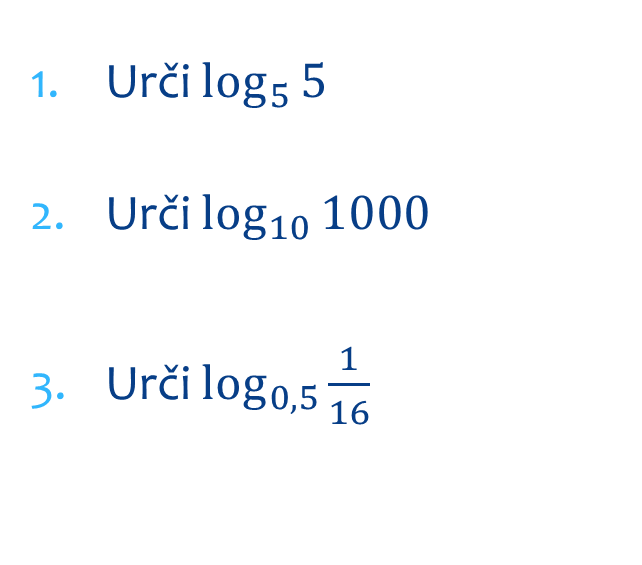 1. Urči log₅ 5
2. Urči log₁₀ 1000
3. Urči log₀,₅ 1/16